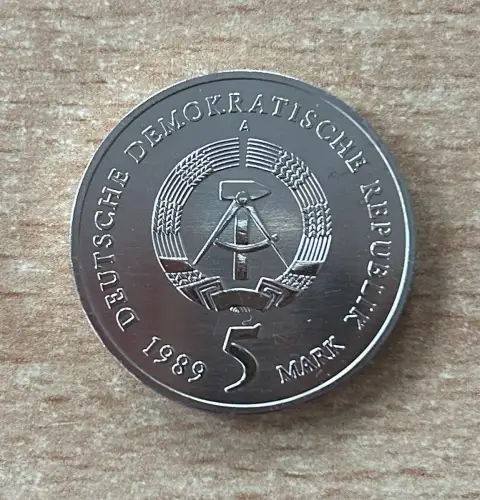 DEUTSCHE DEMOKRATISCHE REPUBLIK
A
1989 5 MARK